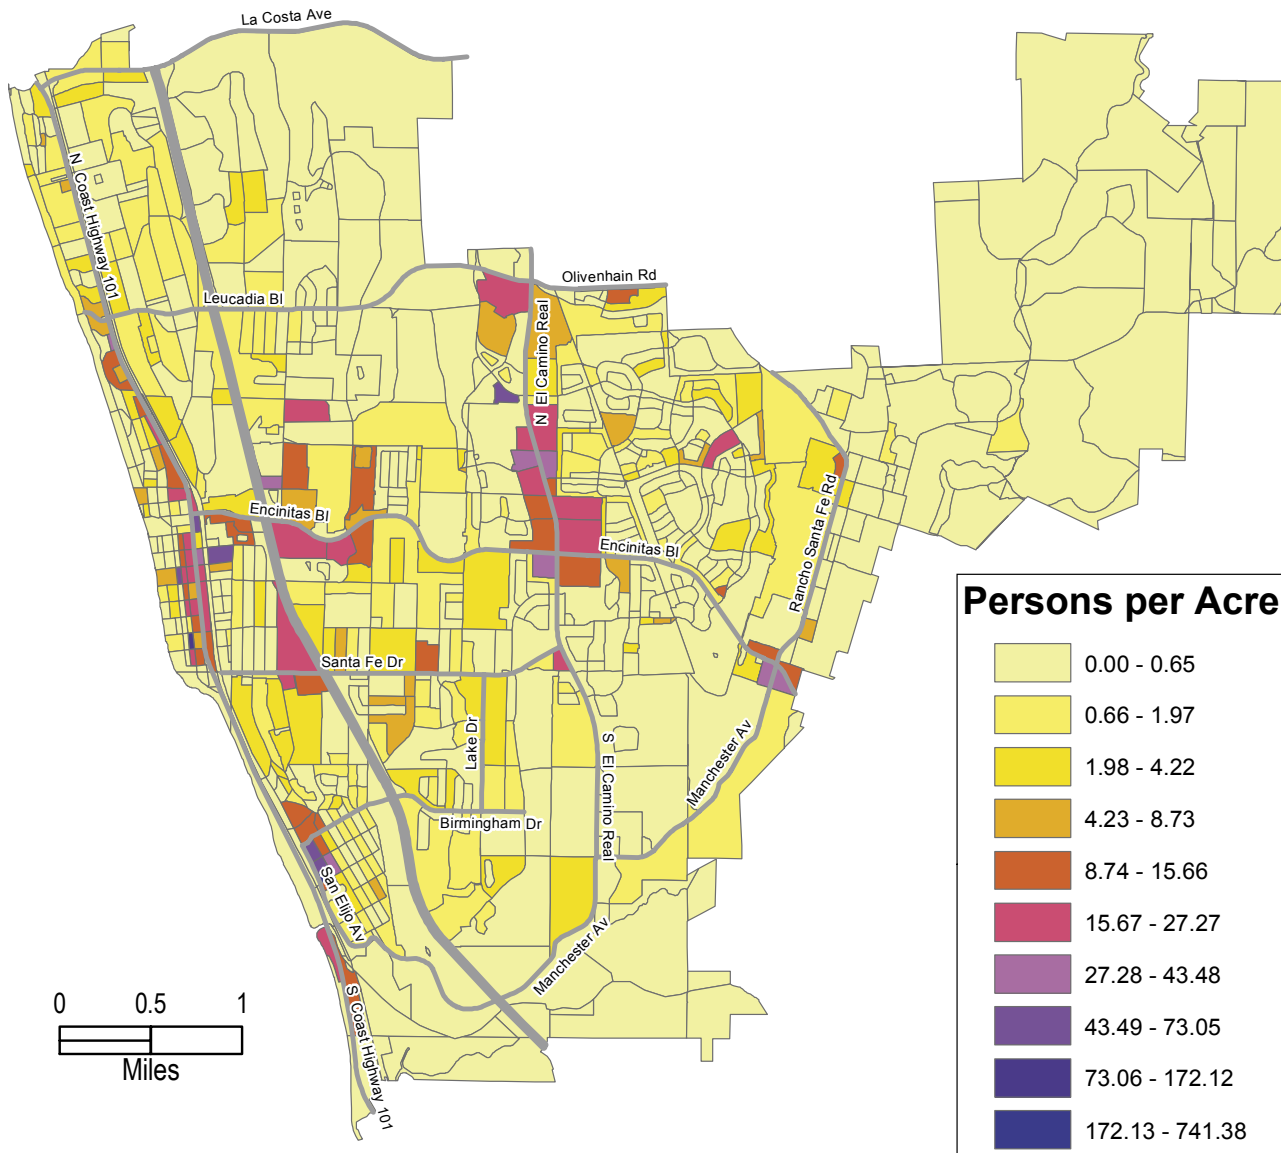 La Costa Ave
N Coast Highway 101
Olivenhain Rd
Leucadia Bl
N El Camino Real
Encinitas Bl
Encinitas Bl
Rancho Santa Fe Rd
Santa Fe Dr
Lake Dr
S El Camino Real
Manchester Av
Birmingham Dr
San Elijo Av
Manchester Av
S Coast Highway 101
0 0.5 1
Miles
Persons per Acre
0.00 - 0.65
0.66 - 1.97
1.98 - 4.22
4.23 - 8.73
8.74 - 15.66
15.67 - 27.27
27.28 - 43.48
43.49 - 73.05
73.06 - 172.12
172.13 - 741.38